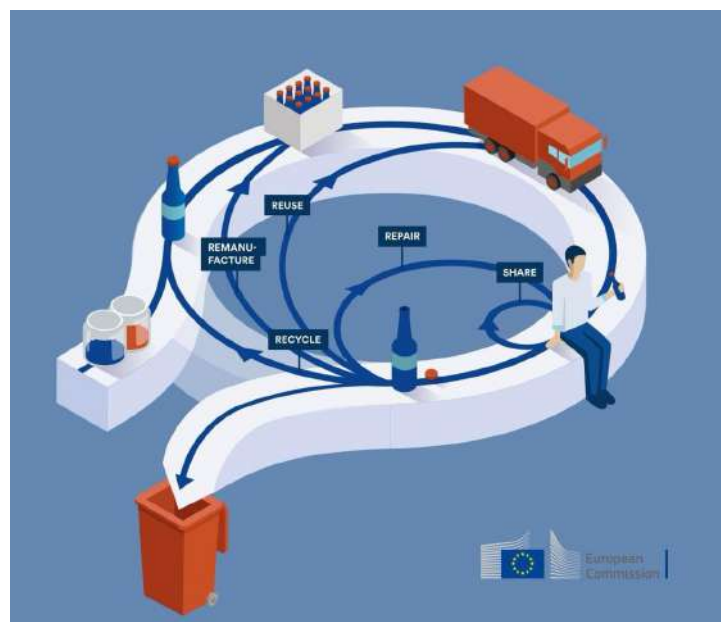 REUSE
REPAIR
REMANU-
FACTURE
SHARE
RECYCLE
European
Commission